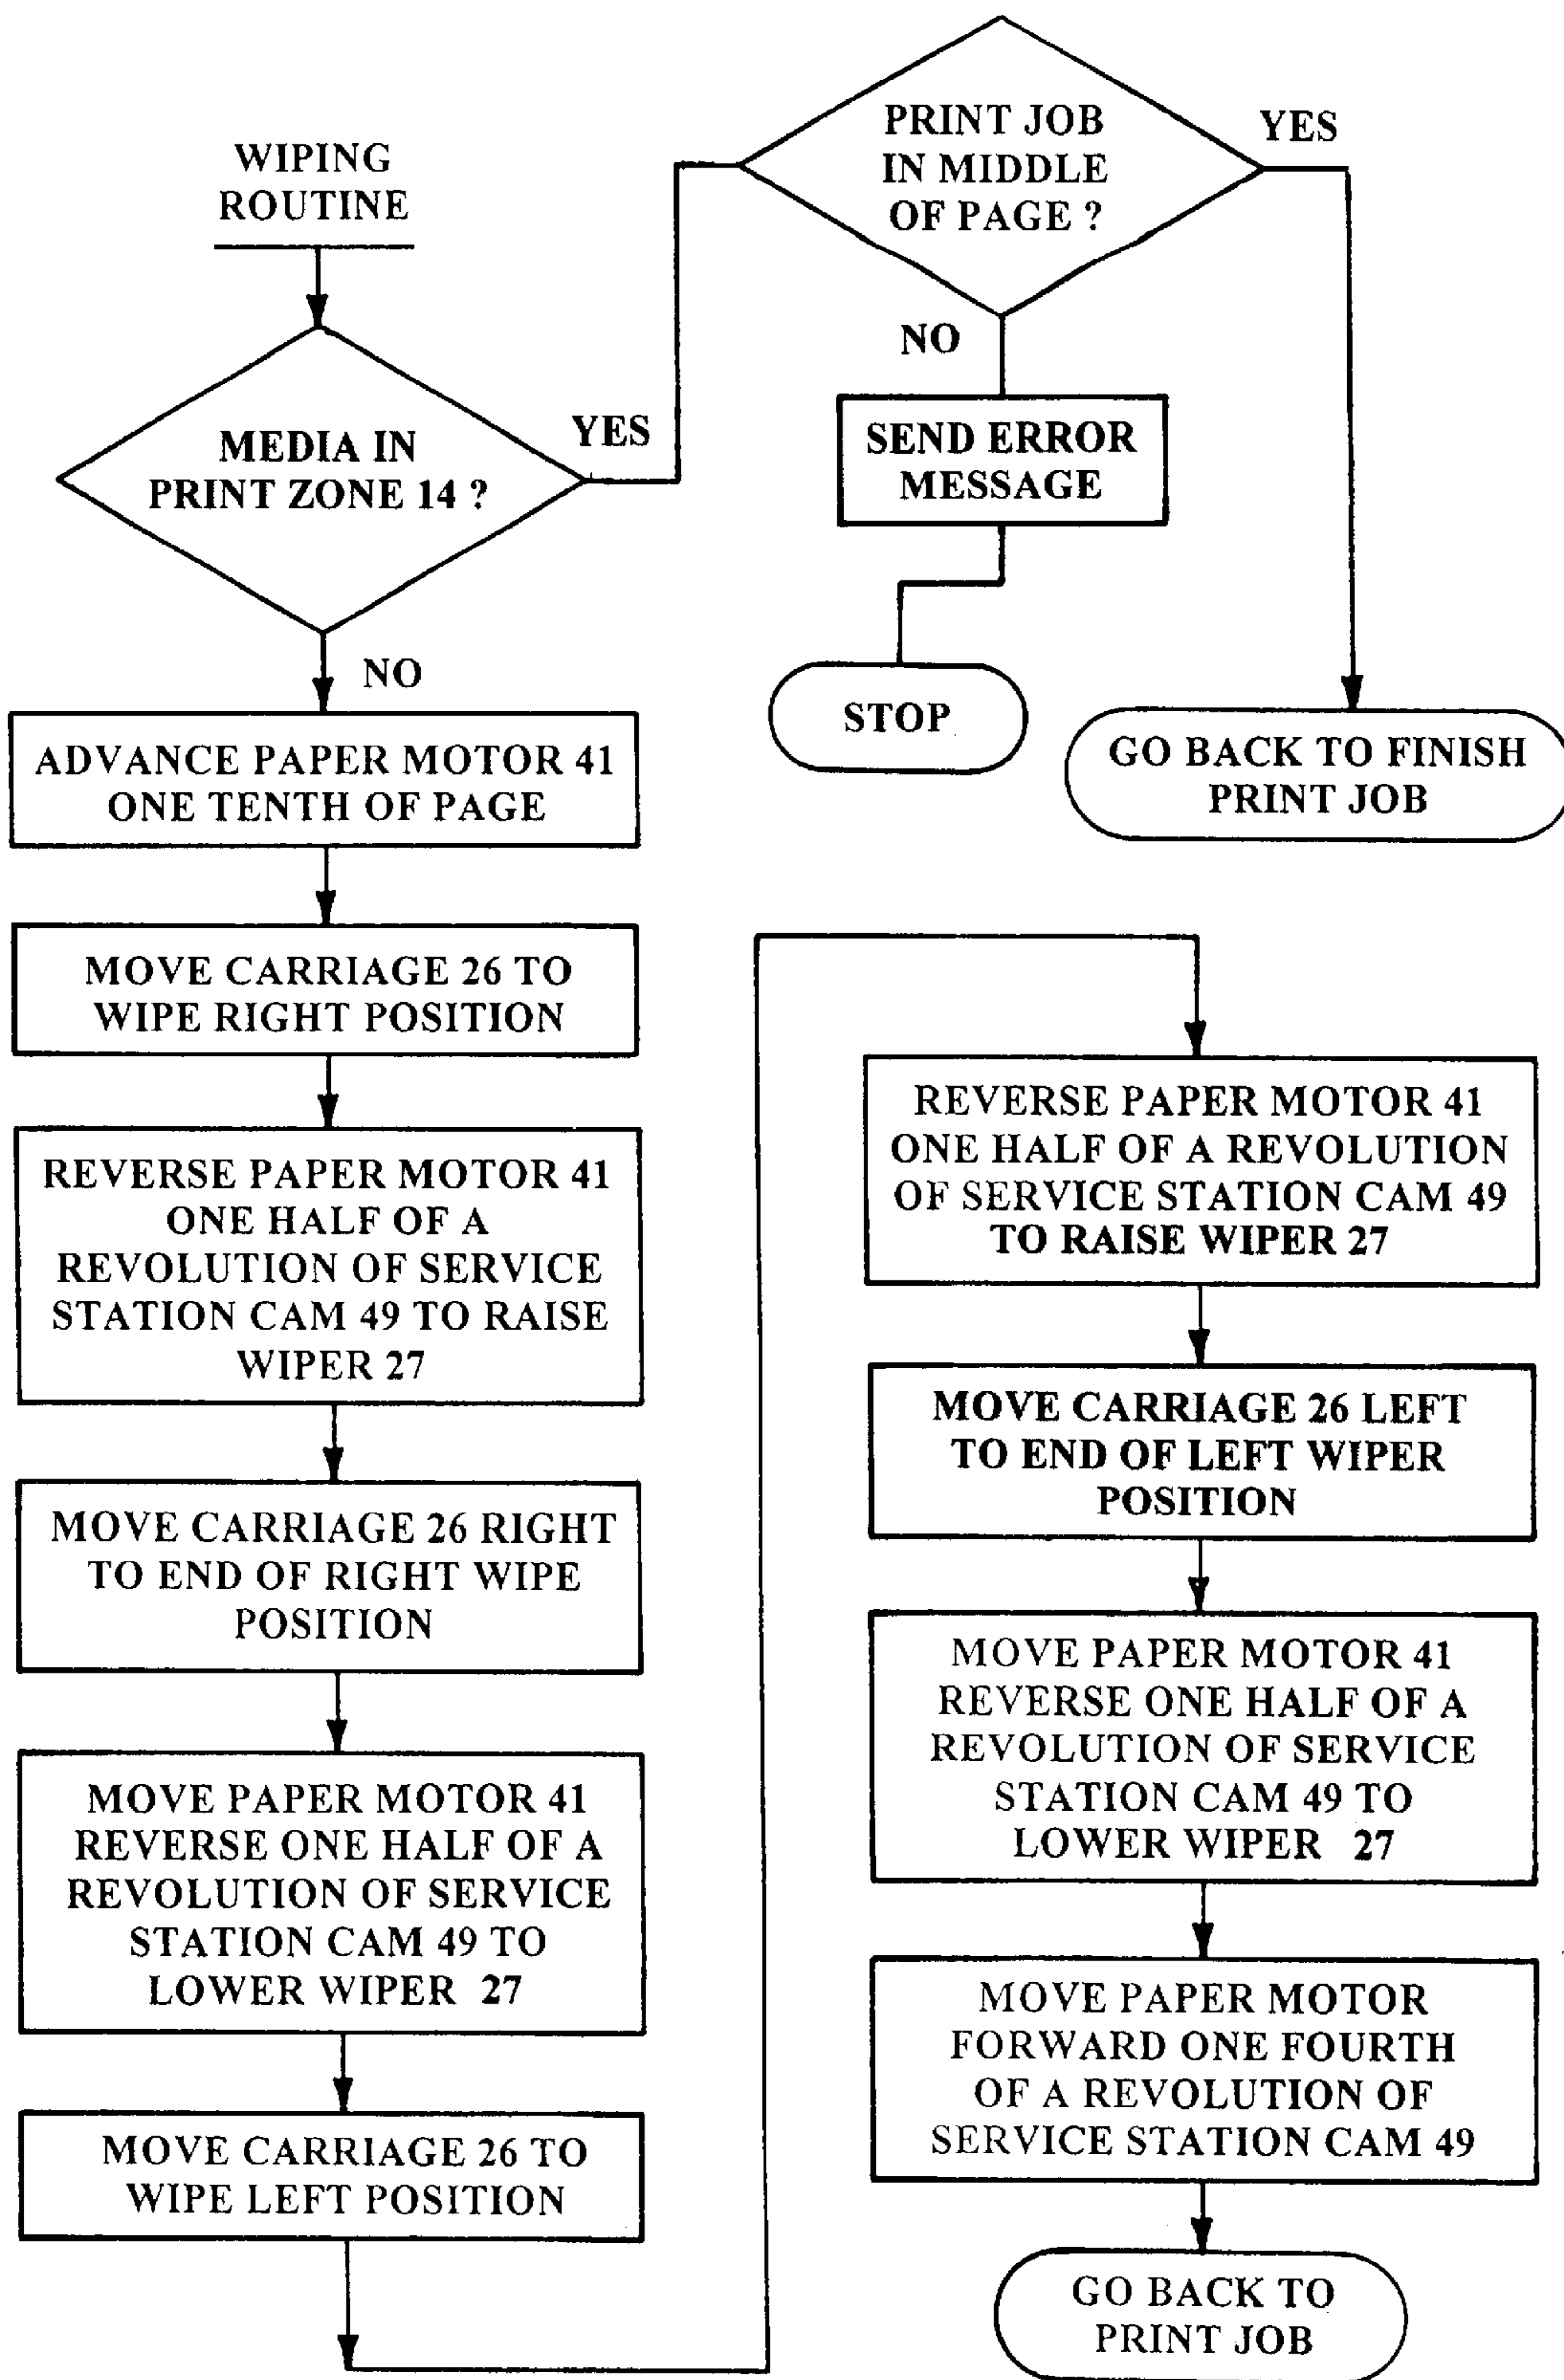 WIPING
ROUTINE
MEDIA IN
PRINT ZONE 14 ?
YES
NO
PRINT JOB
IN MIDDLE
OF PAGE ?
YES
NO
SEND ERROR
MESSAGE
STOP
GO BACK TO FINISH
PRINT JOB
ADVANCE PAPER MOTOR 41
ONE TENTH OF PAGE
MOVE CARRIAGE 26 TO
WIPE RIGHT POSITION
REVERSE PAPER MOTOR 41
ONE HALF OF A
REVOLUTION OF SERVICE
STATION CAM 49 TO RAISE
WIPER 27
MOVE CARRIAGE 26 RIGHT
TO END OF RIGHT WIPE
POSITION
MOVE PAPER MOTOR 41
REVERSE ONE HALF OF A
REVOLUTION OF SERVICE
STATION CAM 49 TO
LOWER WIPER 27
MOVE CARRIAGE 26 TO
WIPE LEFT POSITION
REVERSE PAPER MOTOR 41
ONE HALF OF A REVOLUTION
OF SERVICE STATION CAM 49
TO RAISE WIPER 27
MOVE CARRIAGE 26 LEFT
TO END OF LEFT WIPER
POSITION
MOVE PAPER MOTOR 41
REVERSE ONE HALF OF A
REVOLUTION OF SERVICE
STATION CAM 49 TO
LOWER WIPER 27
MOVE PAPER MOTOR
FORWARD ONE FOURTH
OF A REVOLUTION OF
SERVICE STATION CAM 49
GO BACK TO
PRINT JOB